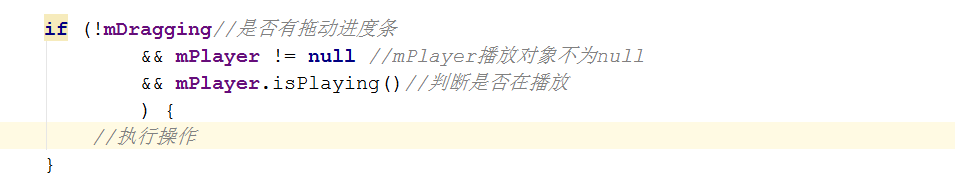 if (!mDragging//是否有拖动进度条
&& mPlayer != null //mPlayer播放对象不为null
&& mPlayer.isPlaying()//判断是否在播放
) {
//执行操作
}